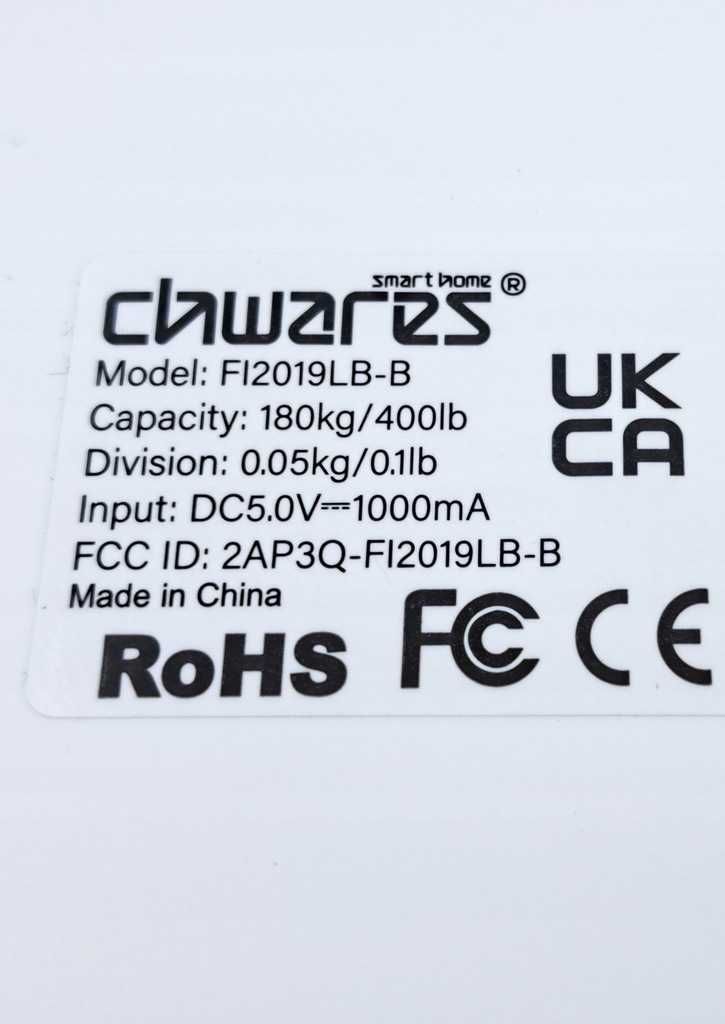 smart home ®
chwares
Model: FI2019LB-B
Capacity: 180kg/400lb
Division: 0.05kg/0.1lb
Input: DC5.0V⎓1000mA
FCC ID: 2AP3Q-FI2019LB-B
Made in China
UK
CA
RoHS FC CE